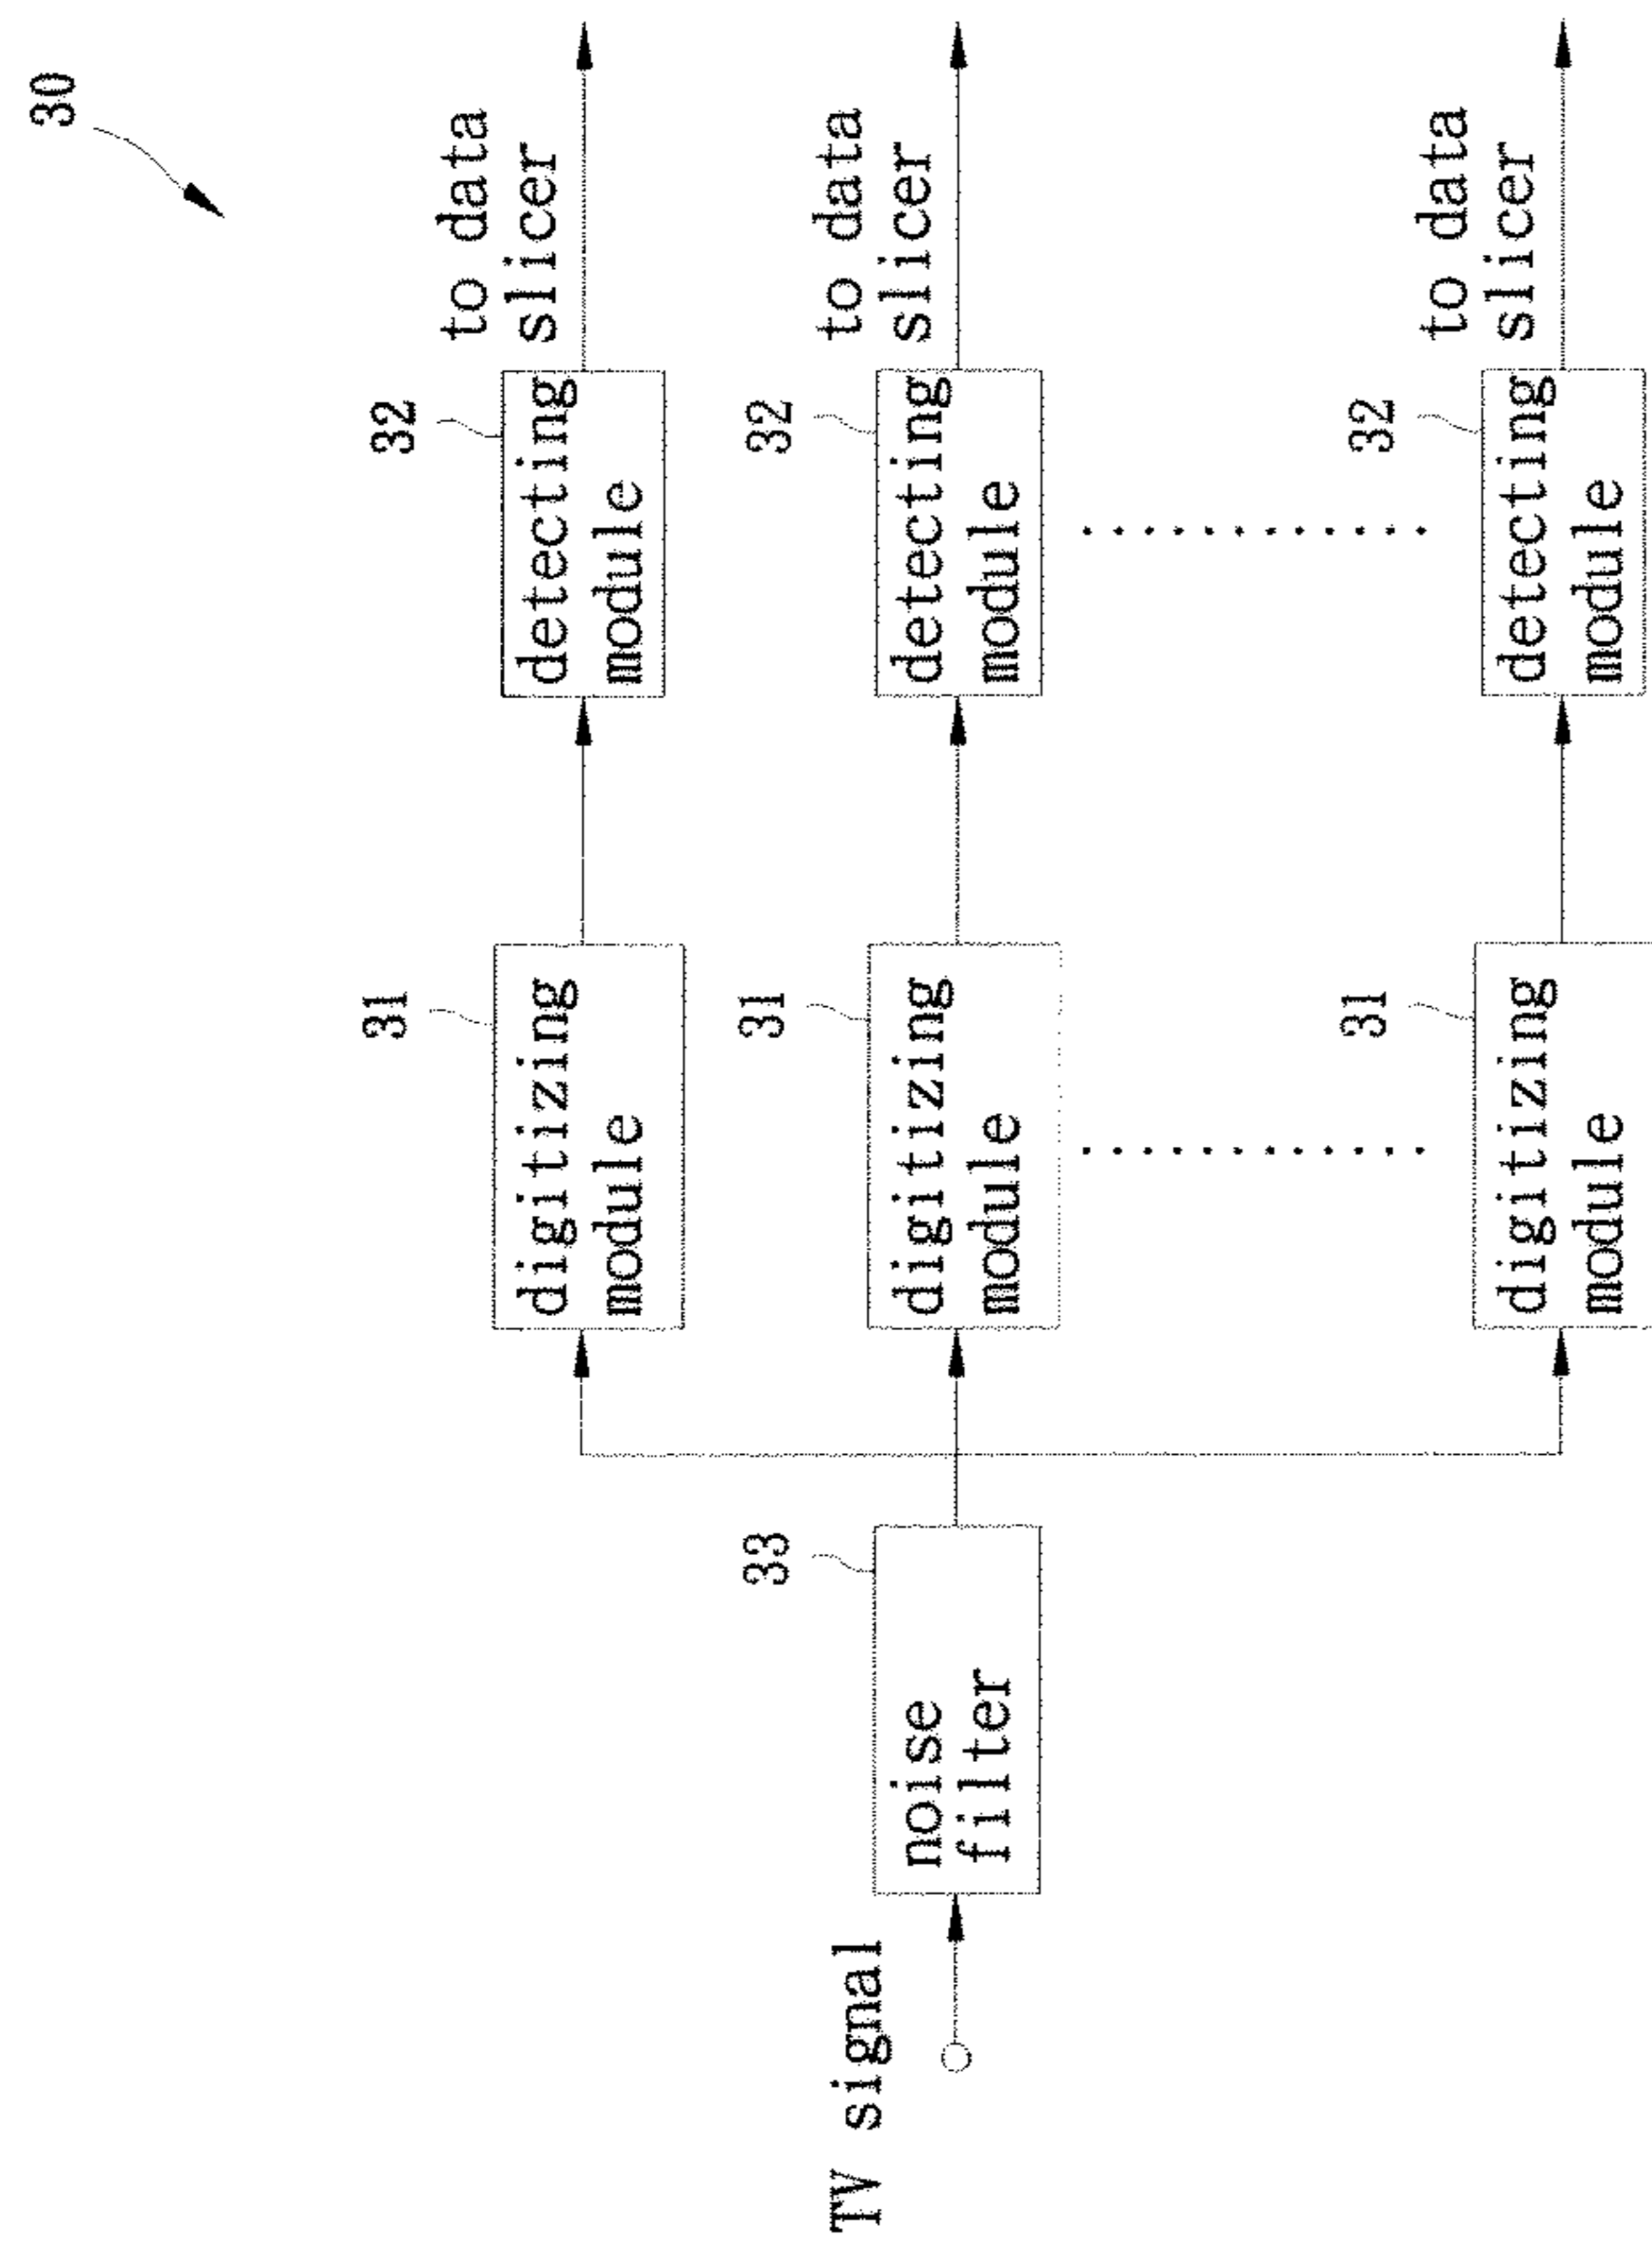 30
31
32
to data
slicer
digitizing
module
detecting
module
33
31
32
TV signal
to data
slicer
noise
filter
digitizing
module
detecting
module
31
32
to data
slicer
digitizing
module
detecting
module